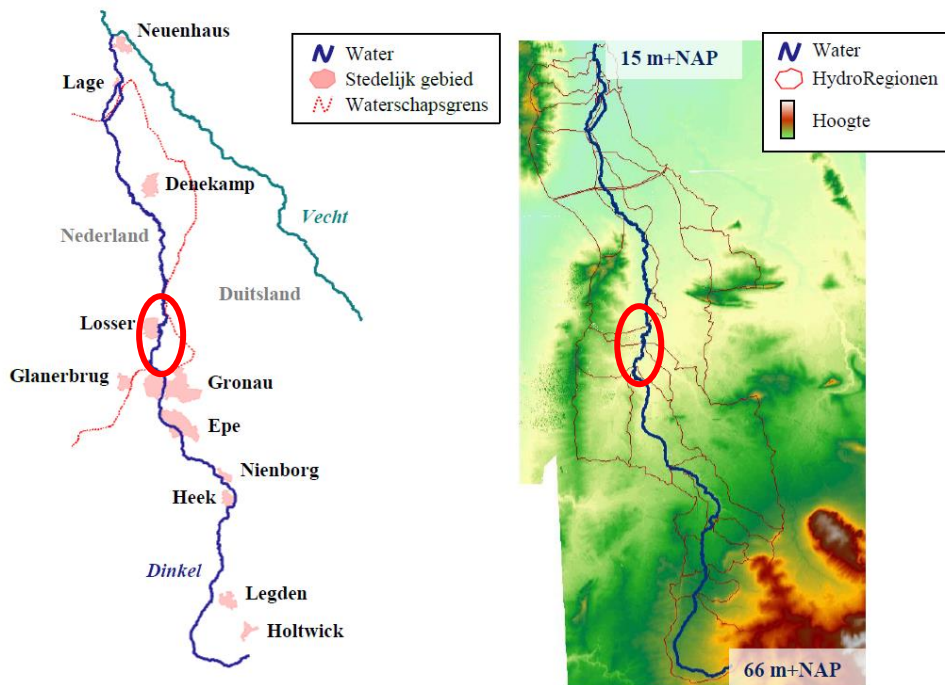 Neuenhaus
Lage
Denekamp
Vecht
Nederland
Duitsland
Losser
Glanerbrug
Gronau
Epe
Nienborg
Heek
Dinkel
Legden
Holtwick
Water
Stedelijk gebied
Waterschapsgrens
15 m+NAP
66 m+NAP
Water
HydroRegionen
Hoogte